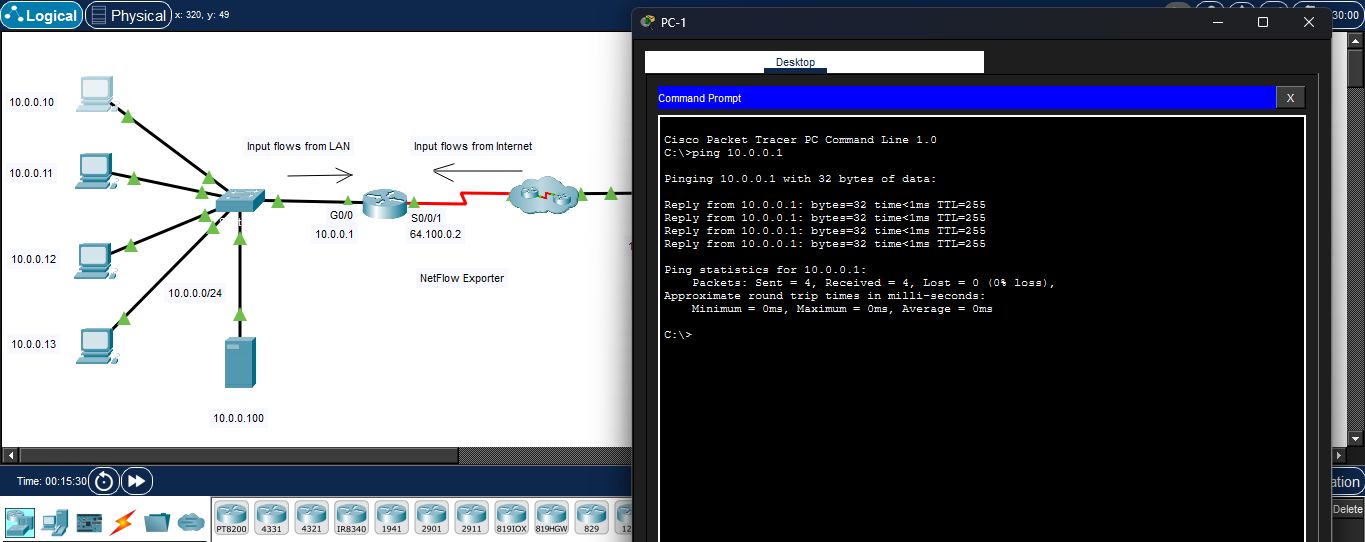 Logical
Physical
x: 320, y: 49
30:00
10.0.0.10
10.0.0.11
10.0.0.12
10.0.0.13
Input flows from LAN
Input flows from Internet
G0/0
10.0.0.1
S0/0/1
64.100.0.2
NetFlow Exporter
10.0.0.0/24
10.0.0.100
Time: 00:15:30
PT8200
4331
4321
IR8340
1941
2901
2911
819IOX
819HGW
829
12
PC-1
Desktop
Command Prompt
X
Cisco Packet Tracer PC Command Line 1.0
C:\>ping 10.0.0.1
Pinging 10.0.0.1 with 32 bytes of data:
Reply from 10.0.0.1: bytes=32 time<1ms TTL=255
Reply from 10.0.0.1: bytes=32 time<1ms TTL=255
Reply from 10.0.0.1: bytes=32 time<1ms TTL=255
Reply from 10.0.0.1: bytes=32 time<1ms TTL=255
Ping statistics for 10.0.0.1:
Packets: Sent = 4, Received = 4, Lost = 0 (0% loss),
Approximate round trip times in milli-seconds:
Minimum = 0ms, Maximum = 0ms, Average = 0ms
C:\>
ation
Delete